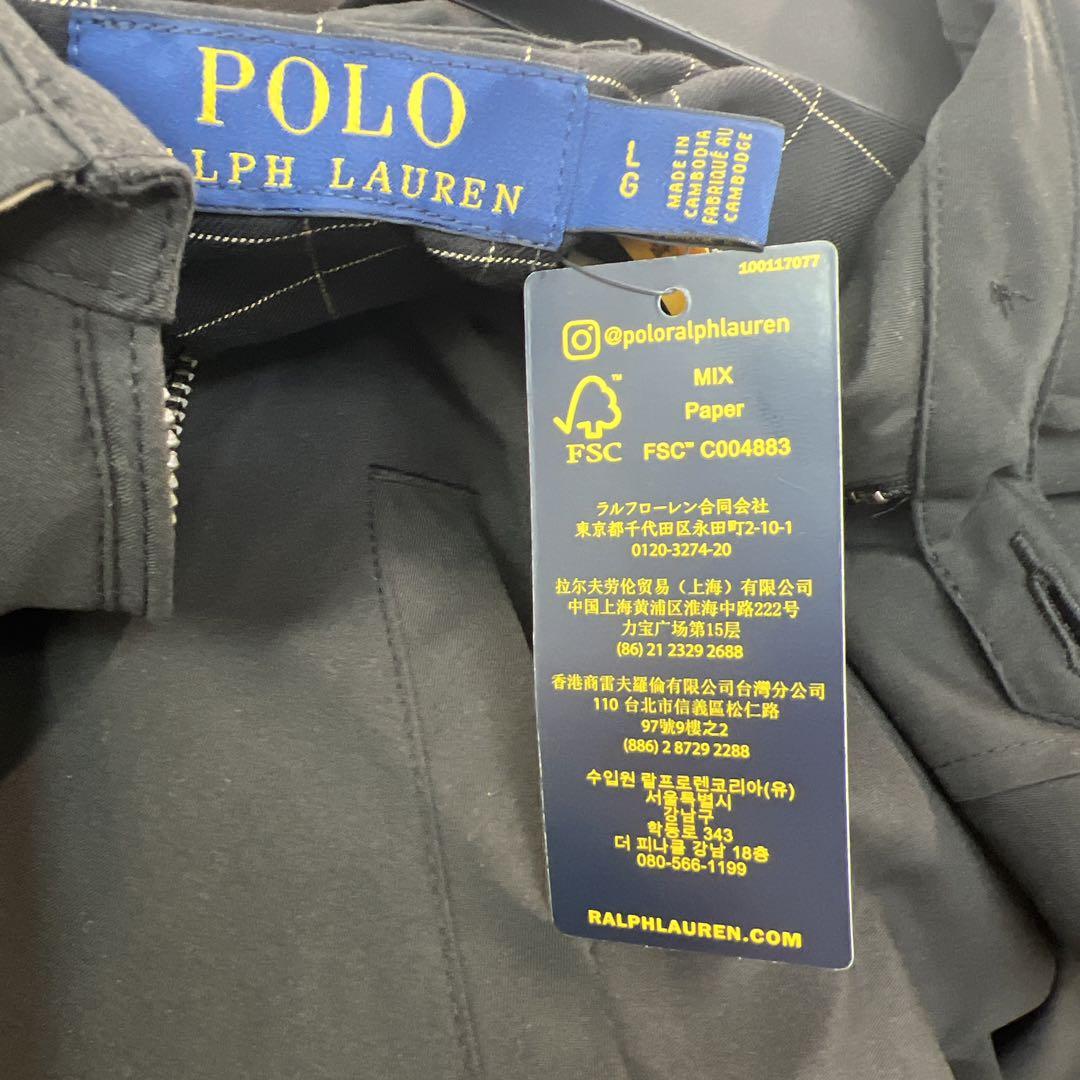 POLO
RALPH LAUREN
LG
MADE IN
CAMBODIA
FABRIQUÉ AU
CAMBODGE
100117077
@poloralphlauren
MIX
Paper
FSC™ C004883
FSC
ラルフローレン合同会社
東京都千代田区永田町2-10-1
0120-3274-20
拉尔夫劳伦贸易（上海）有限公司
中国上海黄浦区淮海中路222号
力宝广场第15层
(86) 21 2329 2688
香港商雷夫羅倫有限公司台灣分公司
110 台北市信義區松仁路
97號9樓之2
(886) 2 8729 2288
수입원 랄프로렌코리아(유)
서울특별시
강남구
학동로 343
더 피나클 강남 18층
080-566-1199
RALPHLAUREN.COM